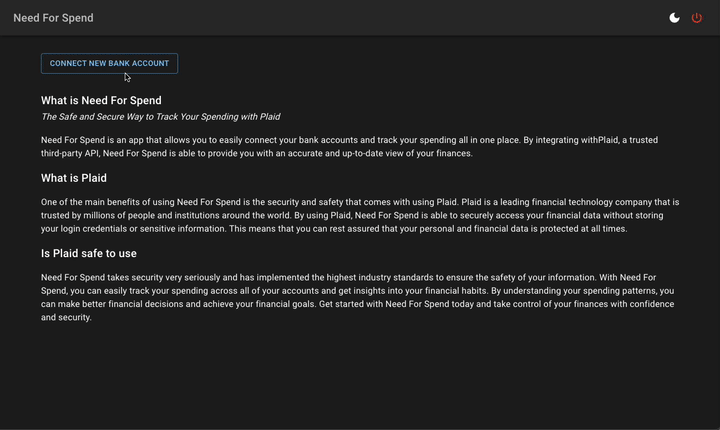 Need For Spend
CONNECT NEW BANK ACCOUNT
What is Need For Spend
The Safe and Secure Way to Track Your Spending with Plaid
Need For Spend is an app that allows you to easily connect your bank accounts and track your spending all in one place. By integrating withPlaid, a trusted
third-party API, Need For Spend is able to provide you with an accurate and up-to-date view of your finances.
What is Plaid
One of the main benefits of using Need For Spend is the security and safety that comes with using Plaid. Plaid is a leading financial technology company that is
trusted by millions of people and institutions around the world. By using Plaid, Need For Spend is able to securely access your financial data without storing
your login credentials or sensitive information. This means that you can rest assured that your personal and financial data is protected at all times.
Is Plaid safe to use
Need For Spend takes security very seriously and has implemented the highest industry standards to ensure the safety of your information. With Need For
Spend, you can easily track your spending across all of your accounts and get insights into your financial habits. By understanding your spending patterns, you
can make better financial decisions and achieve your financial goals. Get started with Need For Spend today and take control of your finances with confidence
and security.